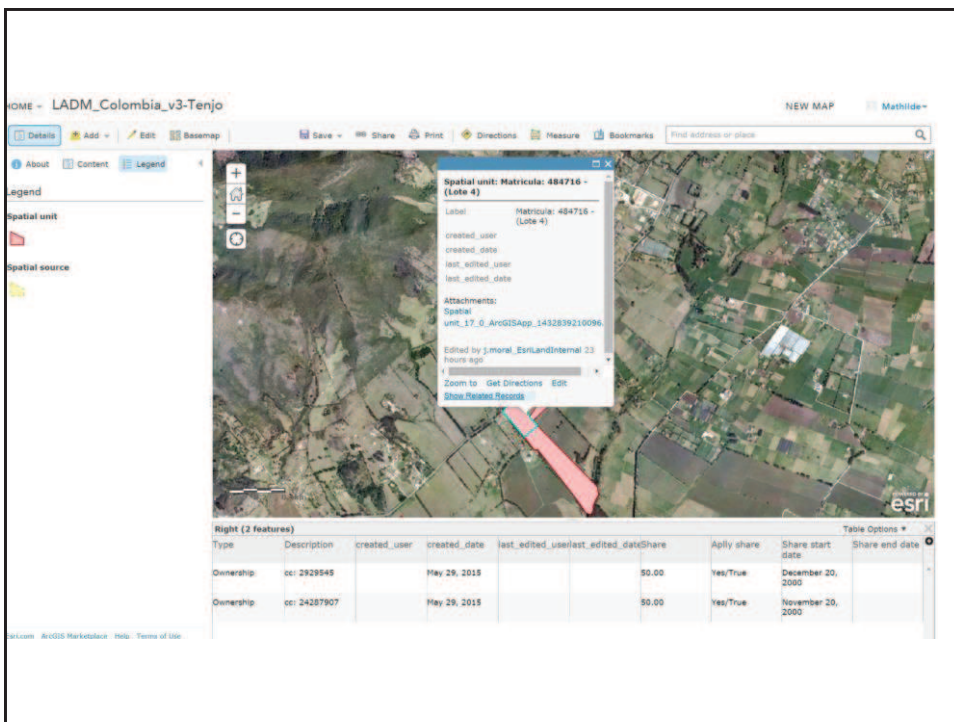 HOME LADM_Colombia_v3-Tenjo NEW MAP Mathilde
Details Add Edit Basemap Save Share Print Directions Measure Bookmarks Find address or place
About Content Legend
Legend
Spatial unit
Spatial source
Spatial unit: Matricula: 484716 -
(Lote 4)
Label Matricula: 484716 -
(Lote 4)
created_user
created_date
last_edited_user
last_edited_date
Attachments:
Spatial
unit_17_0_ArcGISApp_1432839210096.
Edited by j.moral_EsriLandInternal 23
hours ago
Zoom to Get Directions Edit
Show Related Records
POWERED BY
esri
Right (2 features) Table Options
Type Description created_user created_date last_edited_user last_edited_date Share Aplly share Share start date Share end date
Ownership cc: 2929545 May 29, 2015 50.00 Yes/True December 20, 2000
Ownership cc: 24287907 May 29, 2015 50.00 Yes/True November 20, 2000
Esri.com ArcGIS Marketplace Help Terms of Use